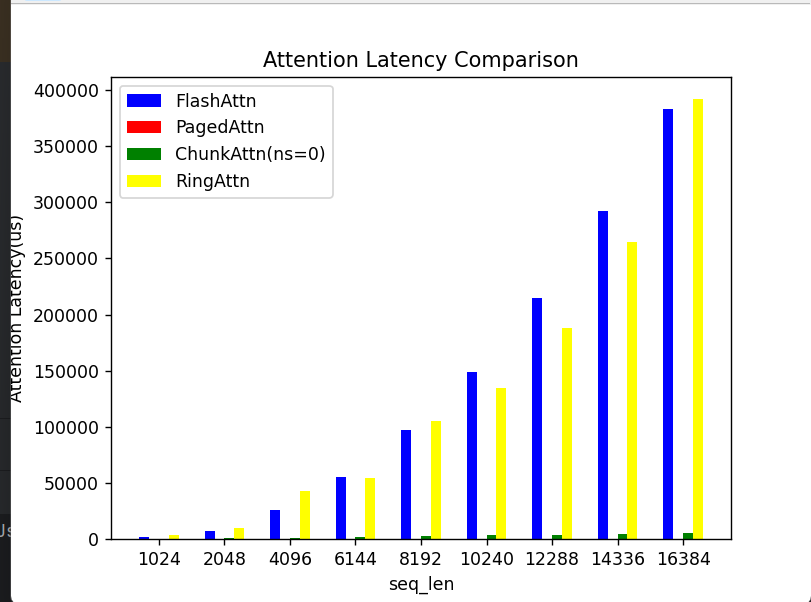 Attention Latency Comparison
FlashAttn
PagedAttn
ChunkAttn(ns=0)
RingAttn
400000
350000
300000
250000
200000
150000
100000
50000
0
Attention Latency(us)
1024 2048 4096 6144 8192 10240 12288 14336 16384
seq_len